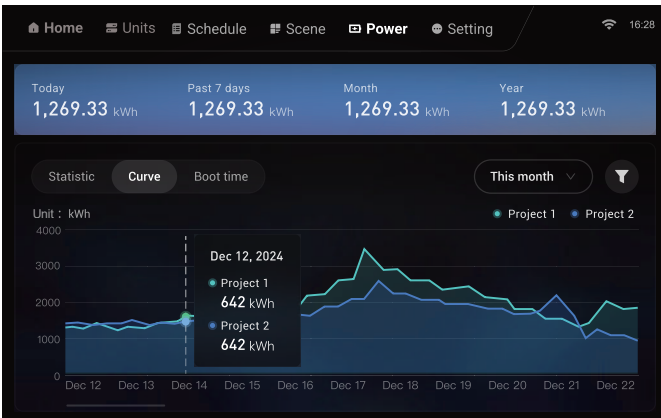 Home Units Schedule Scene Power Setting 16:28
Today Past 7 days Month Year
1,269.33 kWh 1,269.33 kWh 1,269.33 kWh 1,269.33 kWh
Statistic Curve Boot time This month
Unit : kWh Project 1 Project 2
4000
Dec 12, 2024
3000
Project 1
642 kWh
2000
Project 2
642 kWh
1000
0
Dec 12 Dec 13 Dec 14 Dec 15 Dec 16 Dec 17 Dec 18 Dec 19 Dec 20 Dec 21 Dec 22